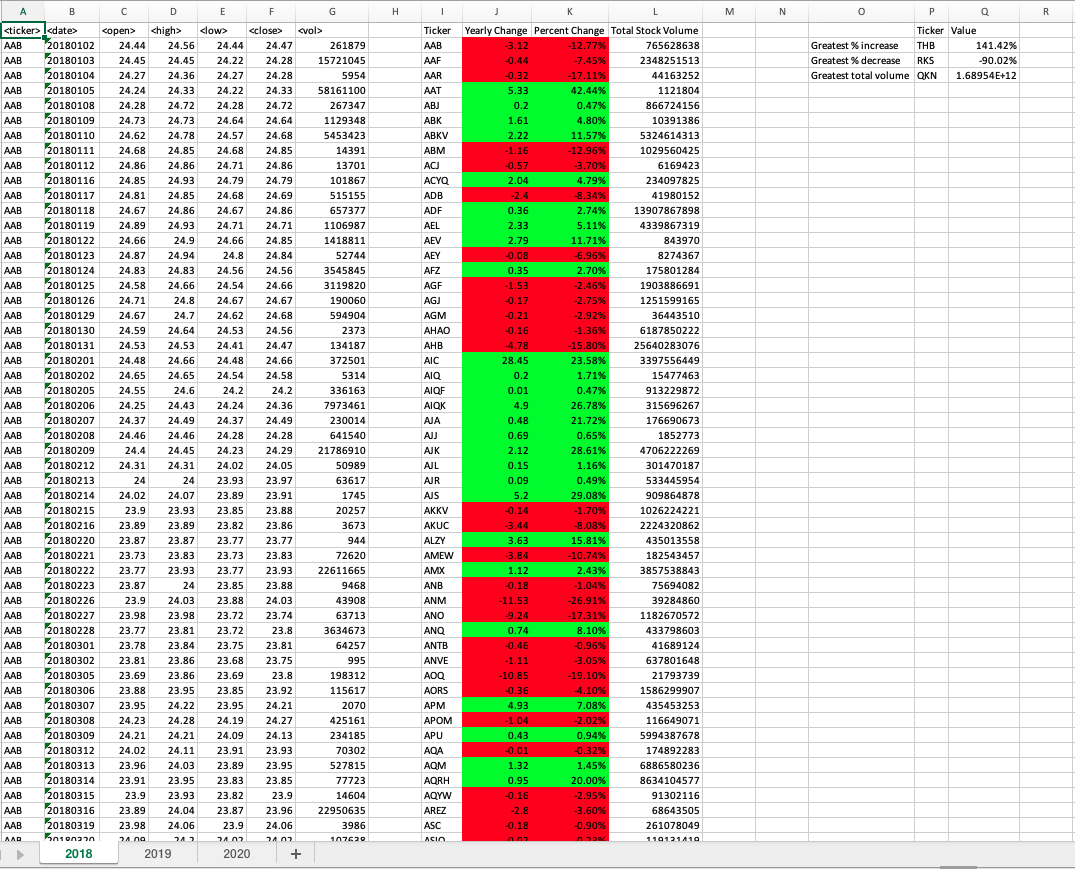 A B C D E F G H I J K L M N O P Q R
<ticker> <date> <open> <high> <low> <close> <vol> Ticker Yearly Change Percent Change Total Stock Volume Ticker Value
AAB 20180102 24.44 24.56 24.44 24.47 261879 AAB -3.12 -12.77% 765628638 Greatest % increase THB 141.42%
AAB 20180103 24.45 24.45 24.22 24.28 15721045 AAF -0.44 -7.45% 2348251513 Greatest % decrease RKS -90.02%
AAB 20180104 24.27 24.36 24.2 24.36 5954 AAR -0.32 -17.11% 44163252 Greatest total volume QKN 1.68954E+12
AAB 20180105 24.24 24.33 22.22 24.33 58161100 AAT 5.33 42.44% 1121804
AAB 20180108 24.28 24.72 24.28 24.72 267347 ABJ 0.2 0.47% 866724156
AAB 20180109 24.73 24.73 24.64 24.64 1129348 ABK 1.61 4.80% 10391386
AAB 20180110 24.62 24.78 24.57 24.68 5453423 ABKV 2.22 11.57% 5324614313
AAB 20180111 24.68 24.85 24.68 24.85 14391 ABM -1.16 -12.96% 1029560425
AAB 20180112 24.86 24.86 24.71 24.86 13701 ACJ -0.57 -3.70% 6169423
AAB 20180116 24.85 24.93 24.79 24.79 101867 ACYQ 2.04 4.79% 234097825
AAB 20180117 24.81 24.85 24.68 24.69 515155 ADB -2.4 -8.34% 41980152
AAB 20180118 24.67 24.86 24.67 24.86 657377 ADF 0.36 2.74% 13907867898
AAB 20180119 24.89 24.93 24.71 24.71 1106987 AEL 2.33 5.11% 4339867319
AAB 20180122 24.66 24.9 24.66 24.85 1418811 AEV 2.79 11.71% 843970
AAB 20180123 24.87 24.94 24.8 24.84 52744 AEY -0.08 -6.96% 8274367
AAB 20180124 24.83 24.83 24.56 24.56 3545845 AFZ 0.35 2.70% 175801284
AAB 20180125 24.58 24.66 24.54 24.66 3119820 AGF -1.53 -2.46% 1903886691
AAB 20180126 24.71 24.8 24.67 24.67 190060 AGJ -0.17 -2.75% 1251599165
AAB 20180129 24.67 24.7 24.62 24.68 594904 AGM -0.21 -2.92% 36443510
AAB 20180130 24.59 24.64 24.53 24.56 2373 AHAO -0.16 -1.36% 6187850222
AAB 20180131 24.53 24.53 24.41 24.47 134187 AHB -4.78 -15.80% 25640283076
AAB 20180201 24.48 24.66 24.48 24.66 372501 AIC 28.45 23.58% 3397556449
AAB 20180202 24.65 24.65 24.54 24.58 5314 AIQ 0.2 1.71% 15477463
AAB 20180205 24.55 24.6 24.2 24.2 336163 AIQF 0.01 0.47% 913229872
AAB 20180206 24.25 24.43 24.24 24.36 7973461 AIQK 4.9 26.78% 315696267
AAB 20180207 24.37 24.49 24.37 24.49 230014 AJA 0.48 21.72% 176690673
AAB 20180208 24.46 24.46 24.28 24.28 641540 AJJ 0.69 0.65% 1852773
AAB 20180209 24.4 24.45 24.23 24.29 21786910 AJK 2.12 28.61% 4706222269
AAB 20180212 24.31 24.31 24.02 24.05 50989 AJL 0.15 1.16% 301470187
AAB 20180213 24 24 23.93 23.97 63617 AJR 0.09 0.49% 533445954
AAB 20180214 24.02 24.07 23.89 23.91 1745 AJS 5.2 29.08% 909864878
AAB 20180215 23.9 23.93 23.85 23.88 20257 AKKV -0.14 -1.70% 1026224221
AAB 20180216 23.89 23.89 23.82 23.86 3673 AKUC -3.44 -8.08% 2224320862
AAB 20180220 23.87 23.87 23.77 23.77 944 ALZY 3.63 15.81% 435013558
AAB 20180221 23.73 23.83 23.73 23.83 72620 AMEW -3.84 -10.74% 182543457
AAB 20180222 23.77 23.93 23.77 23.93 22611665 AMX 1.12 2.43% 3857538843
AAB 20180223 23.87 24 23.85 23.88 9468 ANB -0.18 -1.04% 75694082
AAB 20180226 23.9 24.03 23.88 24.03 43908 ANM -11.53 -26.91% 39284860
AAB 20180227 23.98 23.98 23.72 23.74 63713 ANO -9.24 -17.31% 1182670572
AAB 20180228 23.77 23.81 23.72 23.8 3634673 ANQ 0.74 8.10% 433798603
AAB 20180301 23.78 23.84 23.75 23.81 64257 ANTB -0.46 -0.96% 41689124
AAB 20180302 23.81 23.86 23.68 23.75 995 ANVE -1.11 -3.05% 637801648
AAB 20180305 23.69 23.86 23.69 23.8 198312 AOQ -10.85 -19.10% 21793739
AAB 20180306 23.88 23.95 23.85 23.92 115617 AORS -0.36 -4.10% 1586299907
AAB 20180307 23.95 24.22 23.95 24.21 2070 APM 4.93 7.08% 435453253
AAB 20180308 24.23 24.28 24.19 24.27 425161 APOM -1.04 -2.02% 116649071
AAB 20180309 24.21 24.21 24.09 24.13 234185 APU 0.43 0.94% 5994387678
AAB 20180312 24.02 24.11 23.91 23.93 70302 AQA -0.01 -0.32% 174892283
AAB 20180313 23.96 24.03 23.89 23.95 527815 AQM 1.32 1.45% 6886580236
AAB 20180314 23.91 23.95 23.83 23.85 77723 AQRH 0.95 20.00% 8634104577
AAB 20180315 23.9 23.93 23.82 23.9 14604 AQYW -0.16 -2.95% 91302116
AAB 20180316 23.89 24.04 23.87 23.96 22950635 AREZ -2.8 -3.60% 68643505
AAB 20180319 23.98 24.06 23.9 24.06 3986 ASC -0.18 -0.90% 261078049
2018 2019 2020